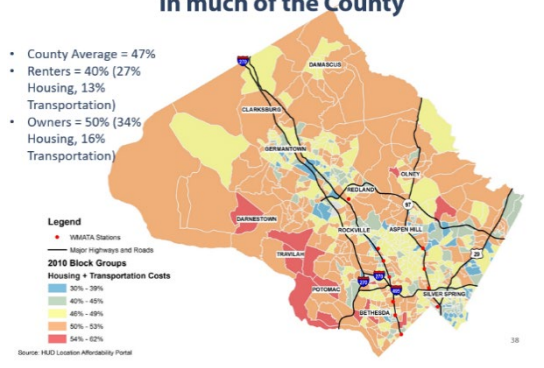 in much of the County
• County Average = 47%
• Renters = 40% (27%
Housing, 13%
Transportation)
• Owners = 50% (34%
Housing, 16%
Transportation)
270
DAMASCUS
CLARKSBURG
GERMANTOWN
OLNEY
REDLAND
97
DARNESTOWN
ROCKVILLE
ASPEN HILL
29
TRAVILAH
270
POTOMAC
495
SILVER SPRING
BETHESDA
Legend
WMATA Stations
Major Highways and Roads
2010 Block Groups
Housing + Transportation Costs
30% - 39%
40% - 45%
46% - 49%
50% - 53%
54% - 62%
Source: HUD Location Affordability Portal
38